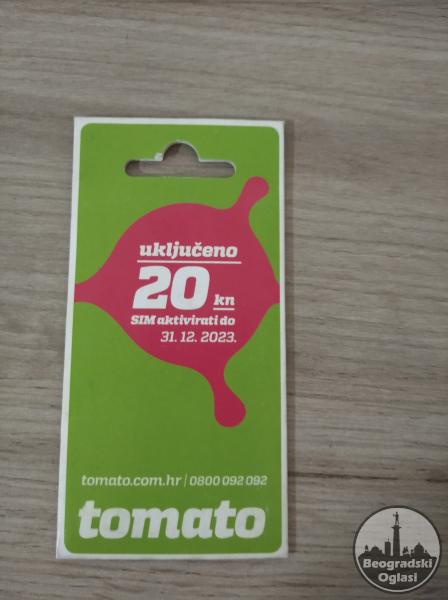 uključeno
20 kn
SIM aktivirati do
31. 12. 2023.
tomato.com.hr | 0800 092 092
tomato
Beogradski
Oglasi